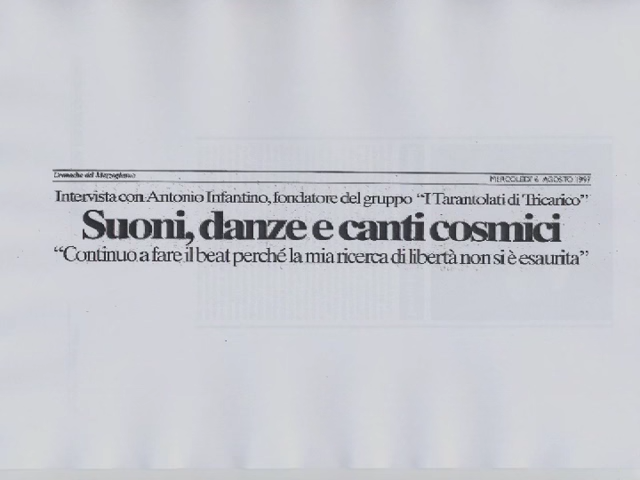 Cronache del Mezzogiorno
MERCOLEDI' 6 AGOSTO 1997
Intervista con Antonio Infantino, fondatore del gruppo “I Tarantolati di Tricarico”
Suoni, danze e canti cosmici
“Continuo a fare il beat perché la mia ricerca di libertà non si è esaurita”